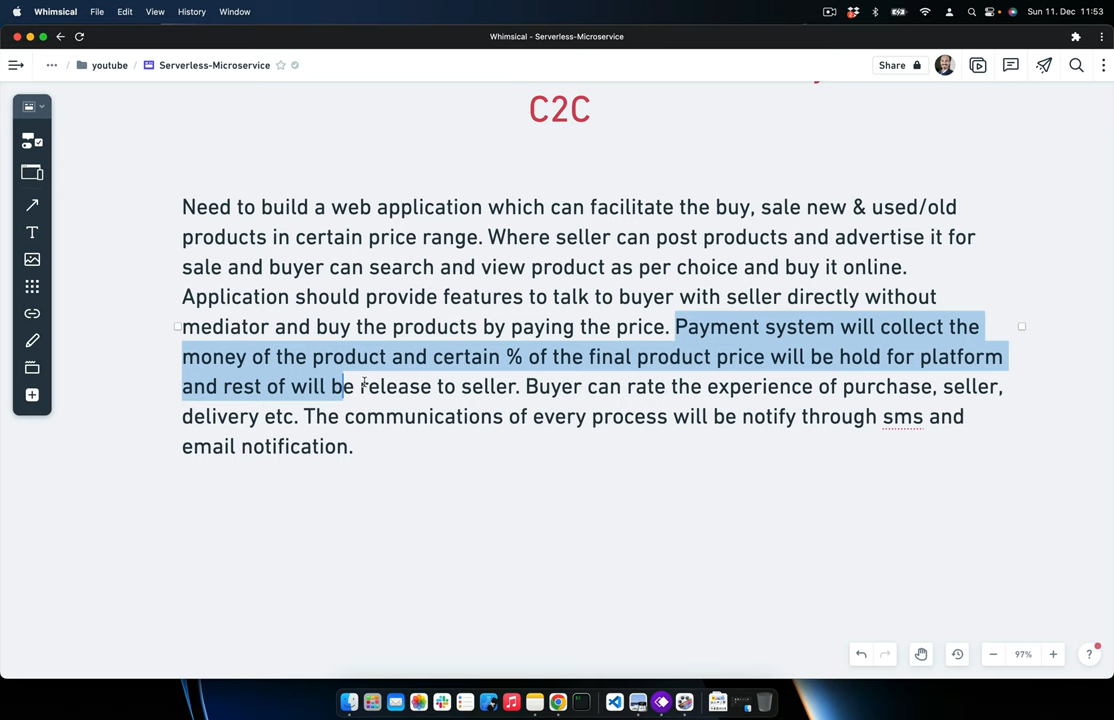 Whimsical File Edit View History Window Sun 11. Dec 11:53
Whimsical - Serverless-Microservice
youtube / Serverless-Microservice Share
C2C
Need to build a web application which can facilitate the buy, sale new & used/old
products in certain price range. Where seller can post products and advertise it for
sale and buyer can search and view product as per choice and buy it online.
Application should provide features to talk to buyer with seller directly without
mediator and buy the products by paying the price. Payment system will collect the
money of the product and certain % of the final product price will be hold for platform
and rest of will be release to seller. Buyer can rate the experience of purchase, seller,
delivery etc. The communications of every process will be notify through sms and
email notification.
97%